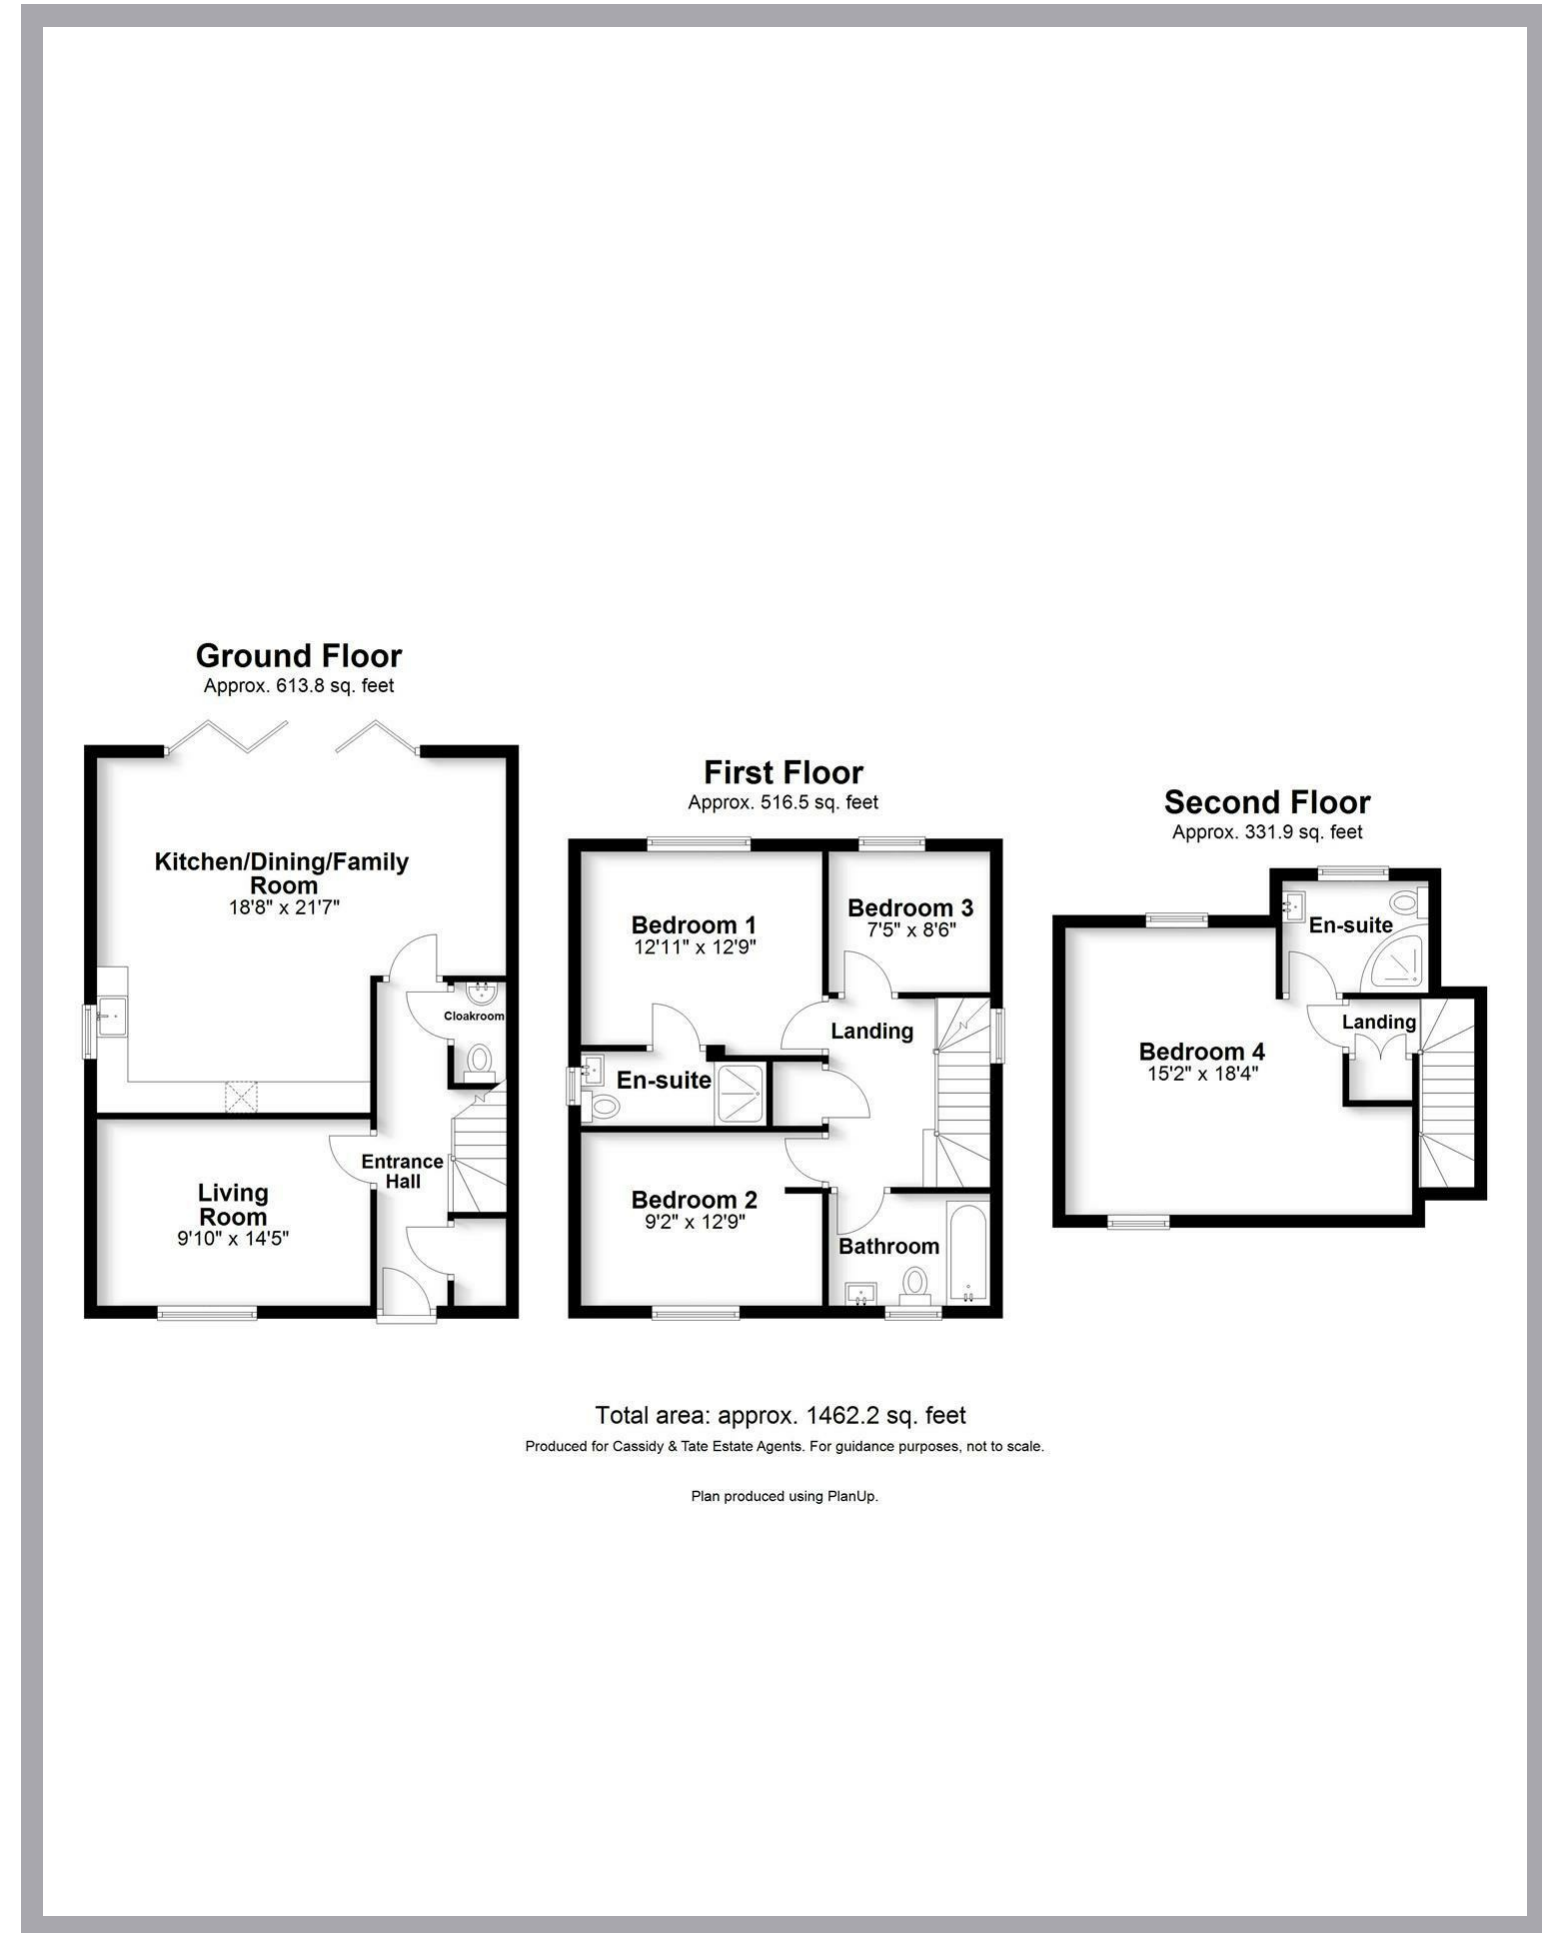 Ground Floor
Approx. 613.8 sq. feet
Kitchen/Dining/Family
Room
18'8" x 21'7"
Cloakroom
Entrance
Hall
Living
Room
9'10" x 14'5"
First Floor
Approx. 516.5 sq. feet
Bedroom 1
12'11" x 12'9"
Bedroom 3
7'5" x 8'6"
Landing
En-suite
Bedroom 2
9'2" x 12'9"
Bathroom
Second Floor
Approx. 331.9 sq. feet
En-suite
Landing
Bedroom 4
15'2" x 18'4"
Total area: approx. 1462.2 sq. feet
Produced for Cassidy & Tate Estate Agents. For guidance purposes, not to scale.
Plan produced using PlanUp.